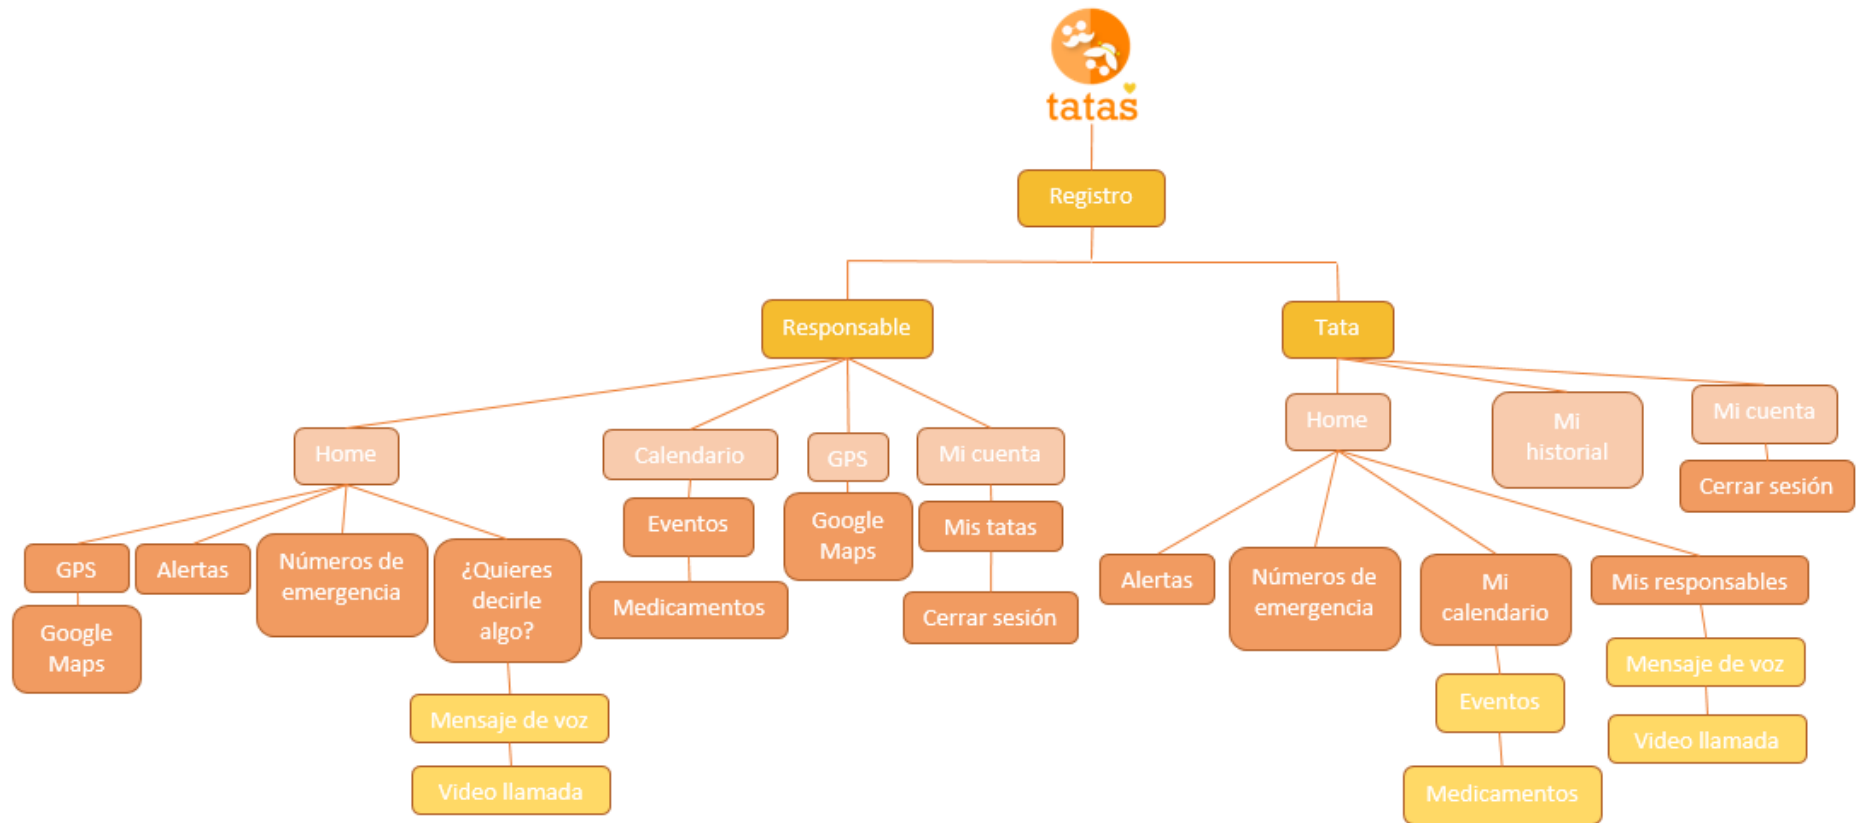 tatas
Registro
Responsable
Tata
Home
Calendario
GPS
Mi cuenta
Home
Mi
historial
Mi cuenta
Cerrar sesión
GPS
Alertas
Números de
emergencia
¿Quieres
decirle
algo?
Eventos
Google
Maps
Mis tatas
Google
Maps
Medicamentos
Cerrar sesión
Mensaje de voz
Video llamada
Alertas
Números de
emergencia
Mi
calendario
Mis responsables
Eventos
Medicamentos
Mensaje de voz
Video llamada